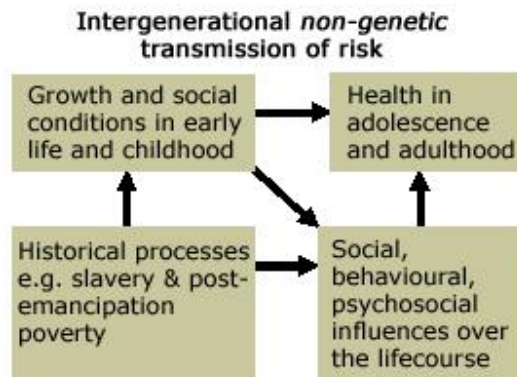 Intergenerational non-genetic
transmission of risk
Growth and social
conditions in early
life and childhood
Health in
adolescence
and adulthood
Historical processes
e.g. slavery & post-
emancipation
poverty
Social,
behavioural,
psychosocial
influences over
the lifecourse